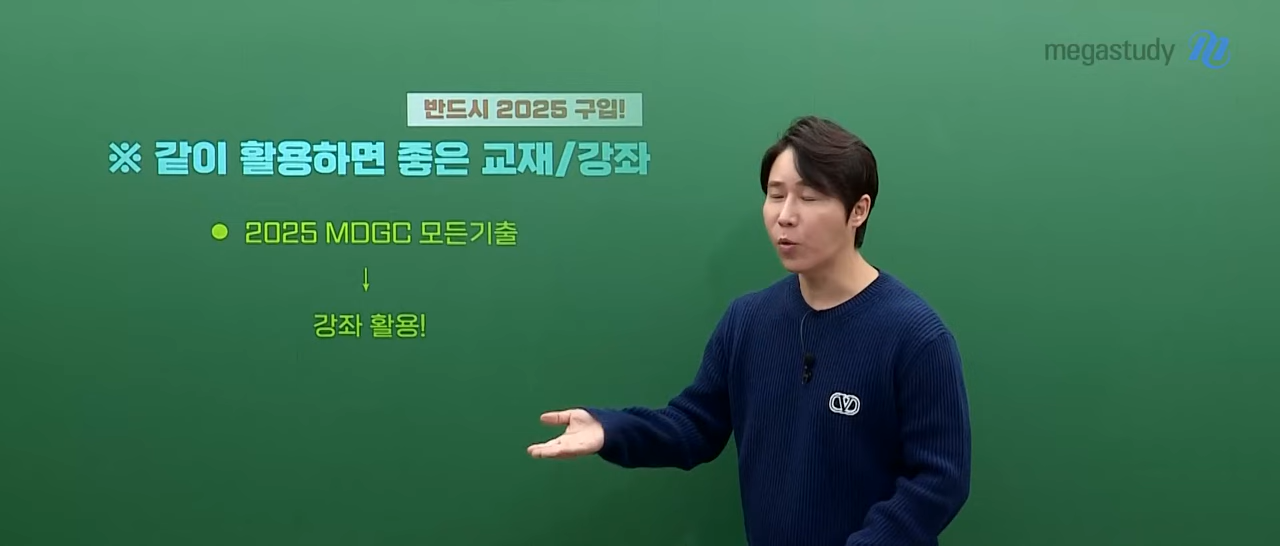 megastudy
반드시 2025 구입!
※ 같이 활용하면 좋은 교재/강좌
● 2025 MDGC 모든기출
↓
강좌 활용!